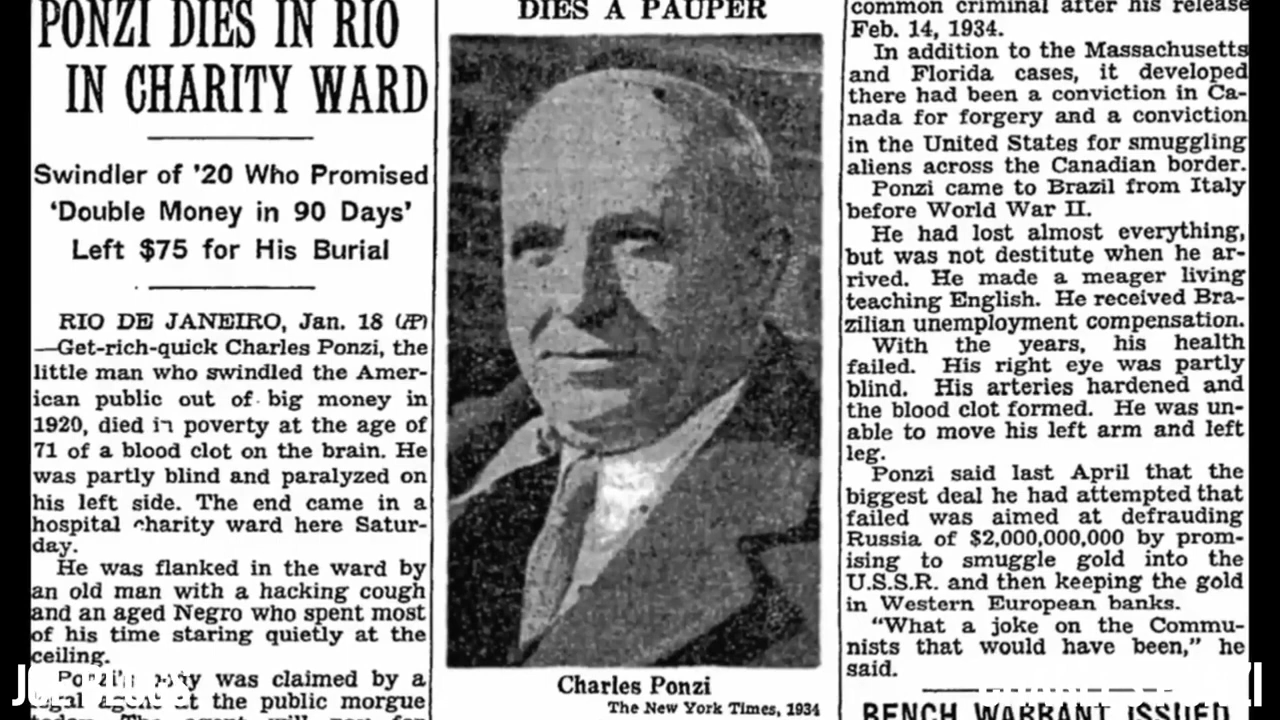 PONZI DIES IN RIO
IN CHARITY WARD
Swindler of '20 Who Promised
'Double Money in 90 Days'
Left $75 for His Burial
RIO DE JANEIRO, Jan. 18 (AP)
—Get-rich-quick Charles Ponzi, the
little man who swindled the Amer-
ican public out of big money in
1920, died in poverty at the age of
71 of a blood clot on the brain. He
was partly blind and paralyzed on
his left side. The end came in a
hospital charity ward here Satur-
day.
He was flanked in the ward by
an old man with a hacking cough
and an aged Negro who spent most
of his time staring quietly at the
ceiling.
was claimed by a
at the public morgue
DIES A PAUPER
Charles Ponzi
The New York Times, 1934
common criminal after his release
Feb. 14, 1934.
In addition to the Massachusetts
and Florida cases, it developed
there had been a conviction in Ca-
nada for forgery and a conviction
in the United States for smuggling
aliens across the Canadian border.
Ponzi came to Brazil from Italy
before World War II.
He had lost almost everything,
but was not destitute when he ar-
rived. He made a meager living
teaching English. He received Bra-
zilian unemployment compensation.
With the years, his health
failed. His right eye was partly
blind. His arteries hardened and
the blood clot formed. He was un-
able to move his left arm and left
leg.
Ponzi said last April that the
biggest deal he had attempted that
failed was aimed at defrauding
Russia of $2,000,000,000 by prom-
ising to smuggle gold into the
U.S.S.R. and then keeping the gold
in Western European banks.
"What a joke on the Commu-
nists that would have been," he
said.
BENCH WARRANT ISSUED